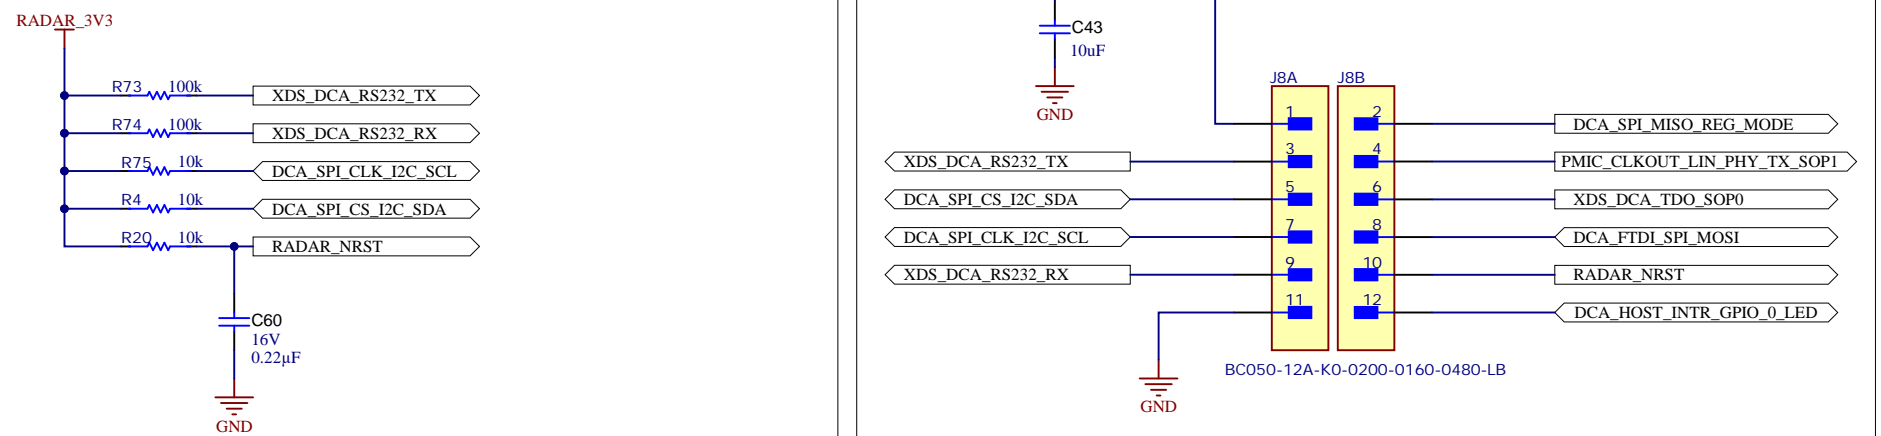 RADAR_3V3
R73 100k XDS_DCA_RS232_TX
R74 100k XDS_DCA_RS232_RX
R75 10k DCA_SPI_CLK_I2C_SCL
R4 10k DCA_SPI_CS_I2C_SDA
R20 10k RADAR_NRST
C60
16V
0.22µF
GND
C43
10uF
GND
J8A J8B
1 2 DCA_SPI_MISO_REG_MODE
XDS_DCA_RS232_TX 3 4 PMIC_CLKOUT_LIN_PHY_TX_SOP1
DCA_SPI_CS_I2C_SDA 5 6 XDS_DCA_TDO_SOP0
DCA_SPI_CLK_I2C_SCL 7 8 DCA_FTDI_SPI_MOSI
XDS_DCA_RS232_RX 9 10 RADAR_NRST
11 12 DCA_HOST_INTR_GPIO_0_LED
BC050-12A-K0-0200-0160-0480-LB
GND